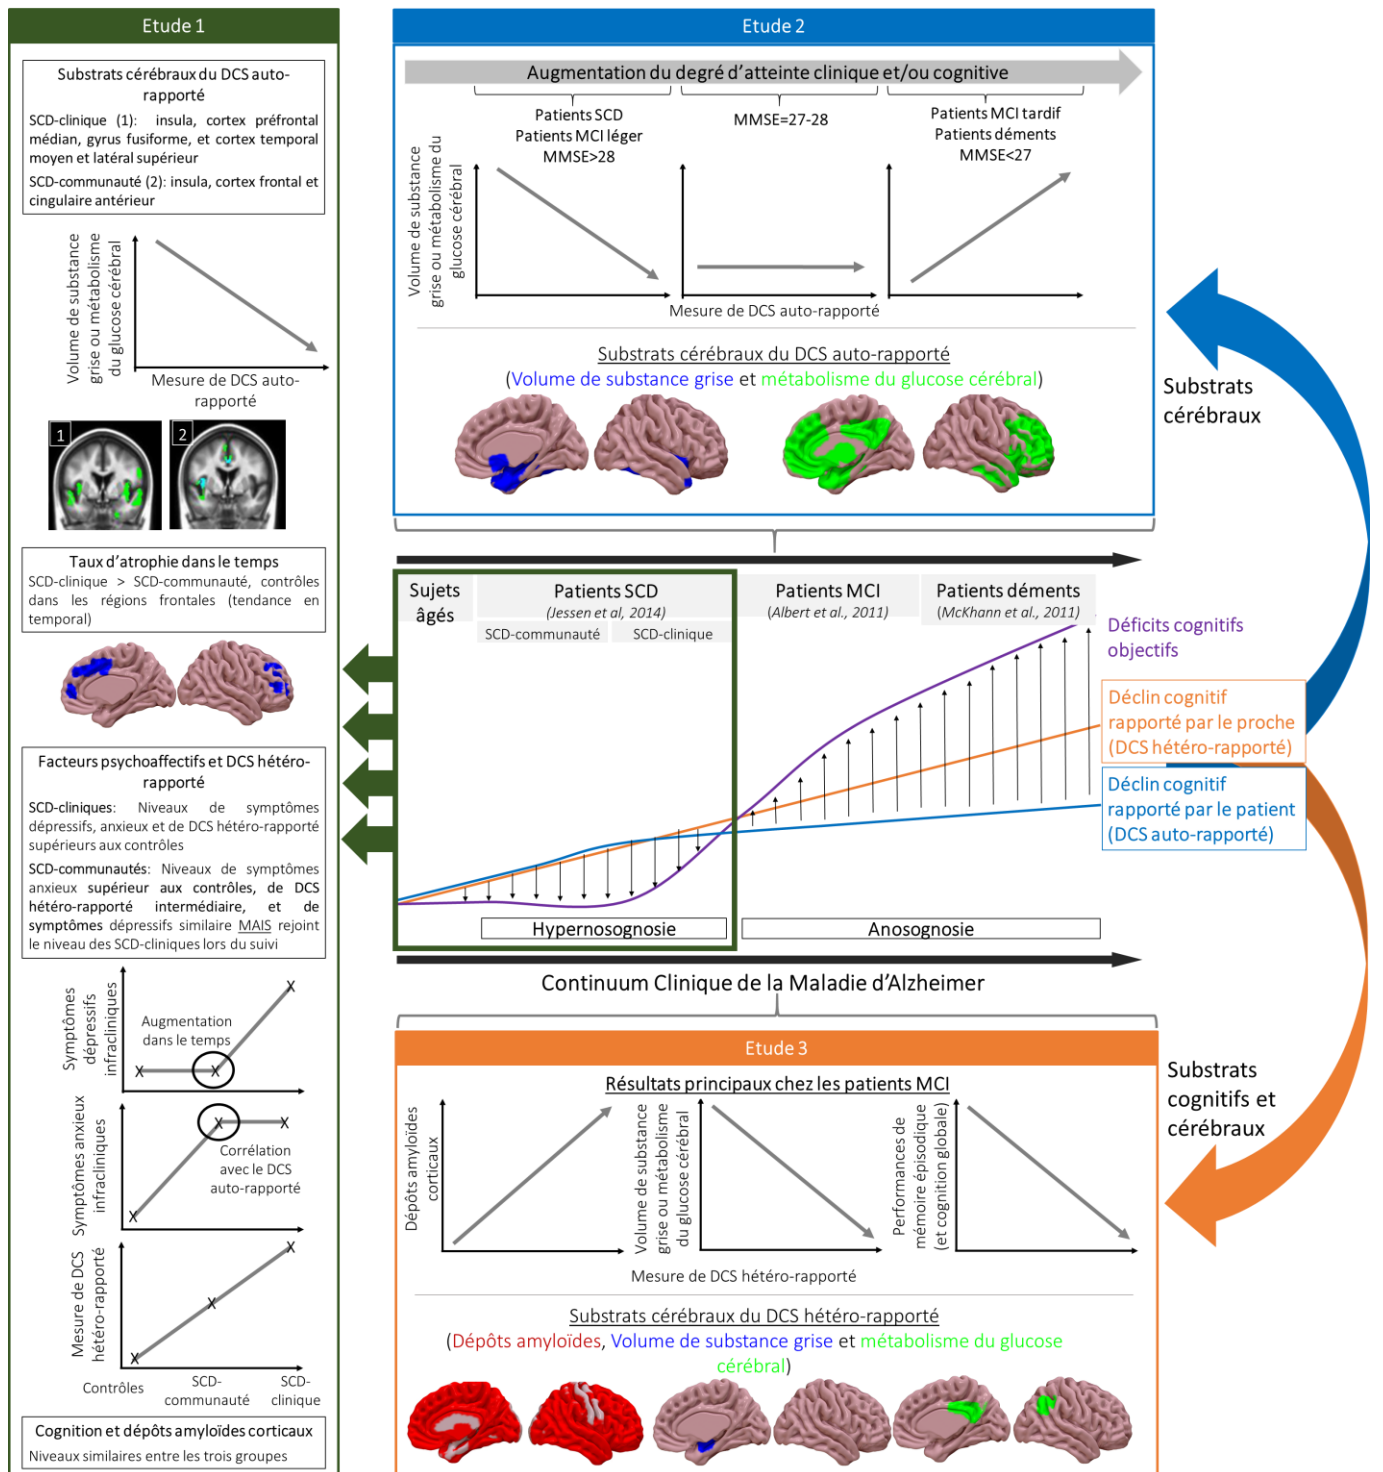 Etude 1
Substrats cérébraux du DCS auto-
rapporté
SCD-clinique (1): insula, cortex préfrontal
médian, gyrus fusiforme, et cortex temporal
moyen et latéral supérieur
SCD-communauté (2): insula, cortex frontal et
cingulaire antérieur
Volume de substance
grise ou métabolisme
du glucose cérébral
Mesure de DCS auto-
rapporté
1
2
Taux d'atrophie dans le temps
SCD-clinique > SCD-communauté, contrôles
dans les régions frontales (tendance en
temporal)
Facteurs psychoaffectifs et DCS hétéro-
rapporté
SCD-cliniques: Niveaux de symptômes
dépressifs, anxieux et de DCS hétéro-rapporté
supérieurs aux contrôles
SCD-communautés: Niveaux de symptômes
anxieux supérieur aux contrôles, de DCS
hétéro-rapporté intermédiaire, et de
symptômes dépressifs similaire MAIS rejoint
le niveau des SCD-cliniques lors du suivi
Symptômes
dépressifs
infracliniques
Augmentation
dans le temps
Symptômes anxieux
infracliniques
Corrélation
avec le DCS
auto-rapporté
Mesure de DCS
hétéro-rapporté
Contrôles
SCD-
communauté
SCD-
clinique
Cognition et dépôts amyloïdes corticaux
Niveaux similaires entre les trois groupes
Etude 2
Augmentation du degré d'atteinte clinique et/ou cognitive
Patients SCD
Patients MCI léger
MMSE>28
MMSE=27-28
Patients MCI tardif
Patients déments
MMSE<27
Volume de substance
grise ou métabolisme du
glucose cérébral
Mesure de DCS auto-rapporté
Substrats cérébraux du DCS auto-rapporté
(Volume de substance grise et métabolisme du glucose cérébral)
Substrats
cérébraux
Sujets
âgés
Patients SCD
(Jessen et al, 2014)
SCD-communauté
SCD-clinique
Patients MCI
(Albert et al., 2011)
Patients déments
(McKhann et al., 2011)
Déficits cognitifs
objectifs
Déclin cognitif
rapporté par le proche
(DCS hétéro-rapporté)
Déclin cognitif
rapporté par le patient
(DCS auto-rapporté)
Hypernosognosie
Anosognosie
Continuum Clinique de la Maladie d'Alzheimer
Etude 3
Résultats principaux chez les patients MCI
Dépôts amyloïdes
corticaux
Volume de substance
grise ou métabolisme
du glucose cérébral
Performances de
mémoire épisodique
(et cognition globale)
Mesure de DCS hétéro-rapporté
Substrats cérébraux du DCS hétéro-rapporté
(Dépôts amyloïdes, Volume de substance grise et métabolisme du glucose
cérébral)
Substrats
cognitifs et
cérébraux